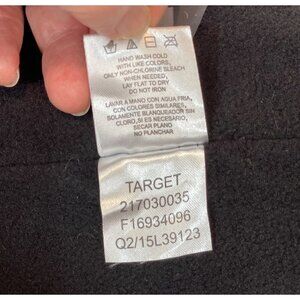 HAND WASH COLD
WITH LIKE COLORS,
ONLY NON-CHLORINE BLEACH
WHEN NEEDED,
LAY FLAT TO DRY
DO NOT IRON
LAVAR A MANO CON AGUA FRIA,
CON COLORES SIMILARES,
SOLAMENTE BLANQUEADOR SIN
CLORO, SI ES NECESARIO,
SECAR PLANO
NO PLANCHAR
TARGET
217030035
F16934096
Q2/15L39123